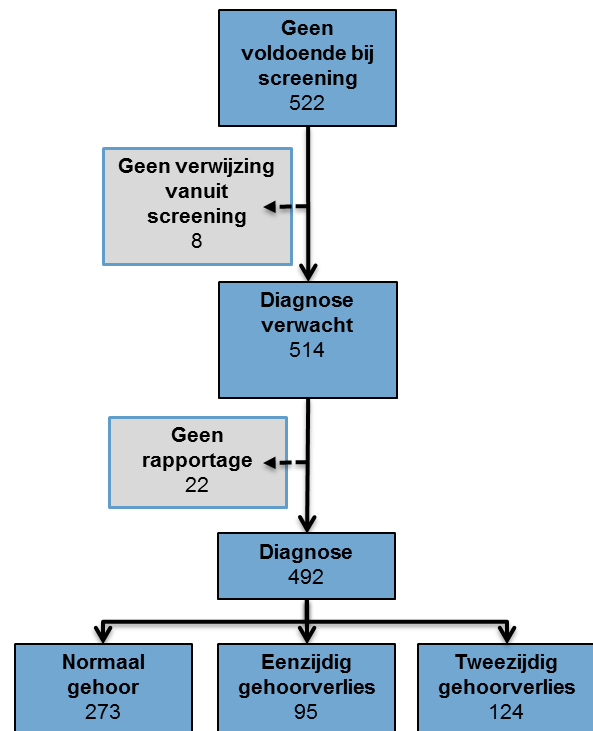 Geen
voldoende bij
screening
522
Geen verwijzing
vanuit
screening
8
Diagnose
verwacht
514
Geen
rapportage
22
Diagnose
492
Normaal
gehoor
273
Eenzijdig
gehoorverlies
95
Tweezijdig
gehoorverlies
124